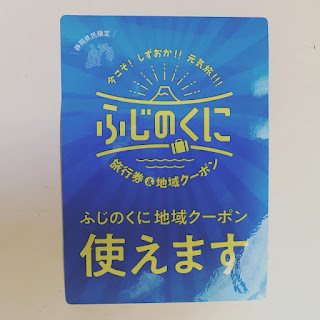 静岡県民限定
今こそ！しずおか！！元気旅！！！
ふじのくに
旅行券&地域クーポン
ふじのくに 地域クーポン
使えます